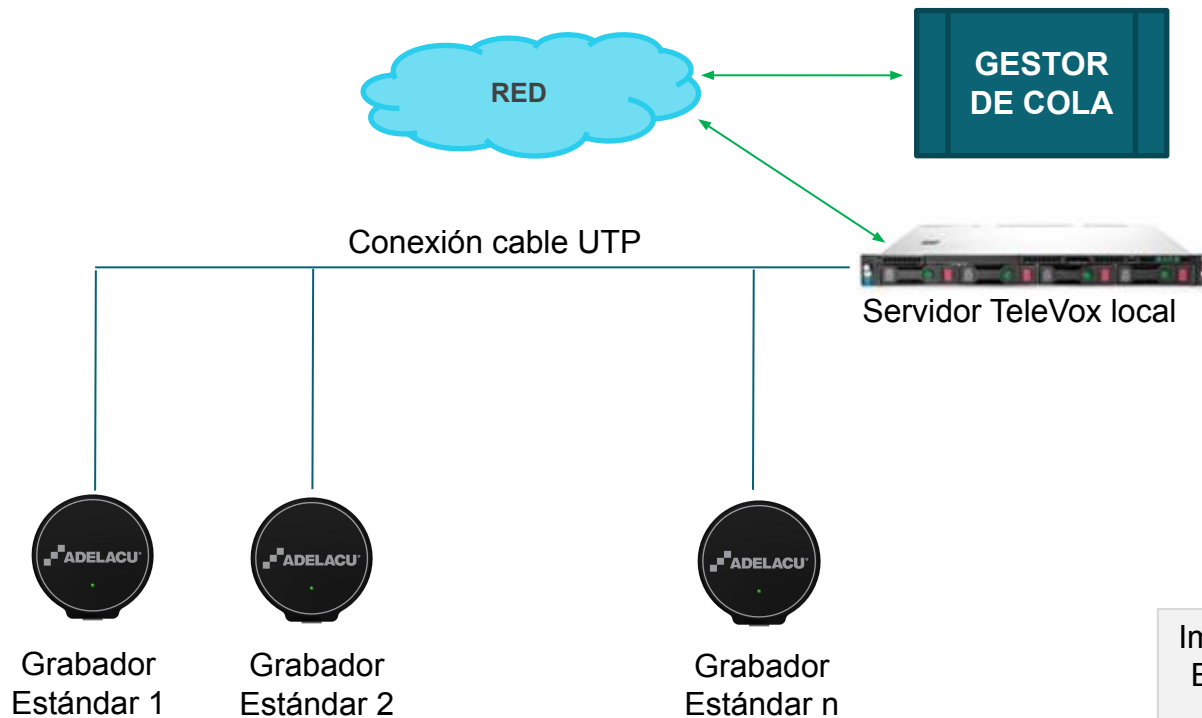 RED
GESTOR
DE COLA
Conexión cable UTP
Servidor TeleVox local
ADELACU
ADELACU
ADELACU
Grabador
Estándar 1
Grabador
Estándar 2
Grabador
Estándar n